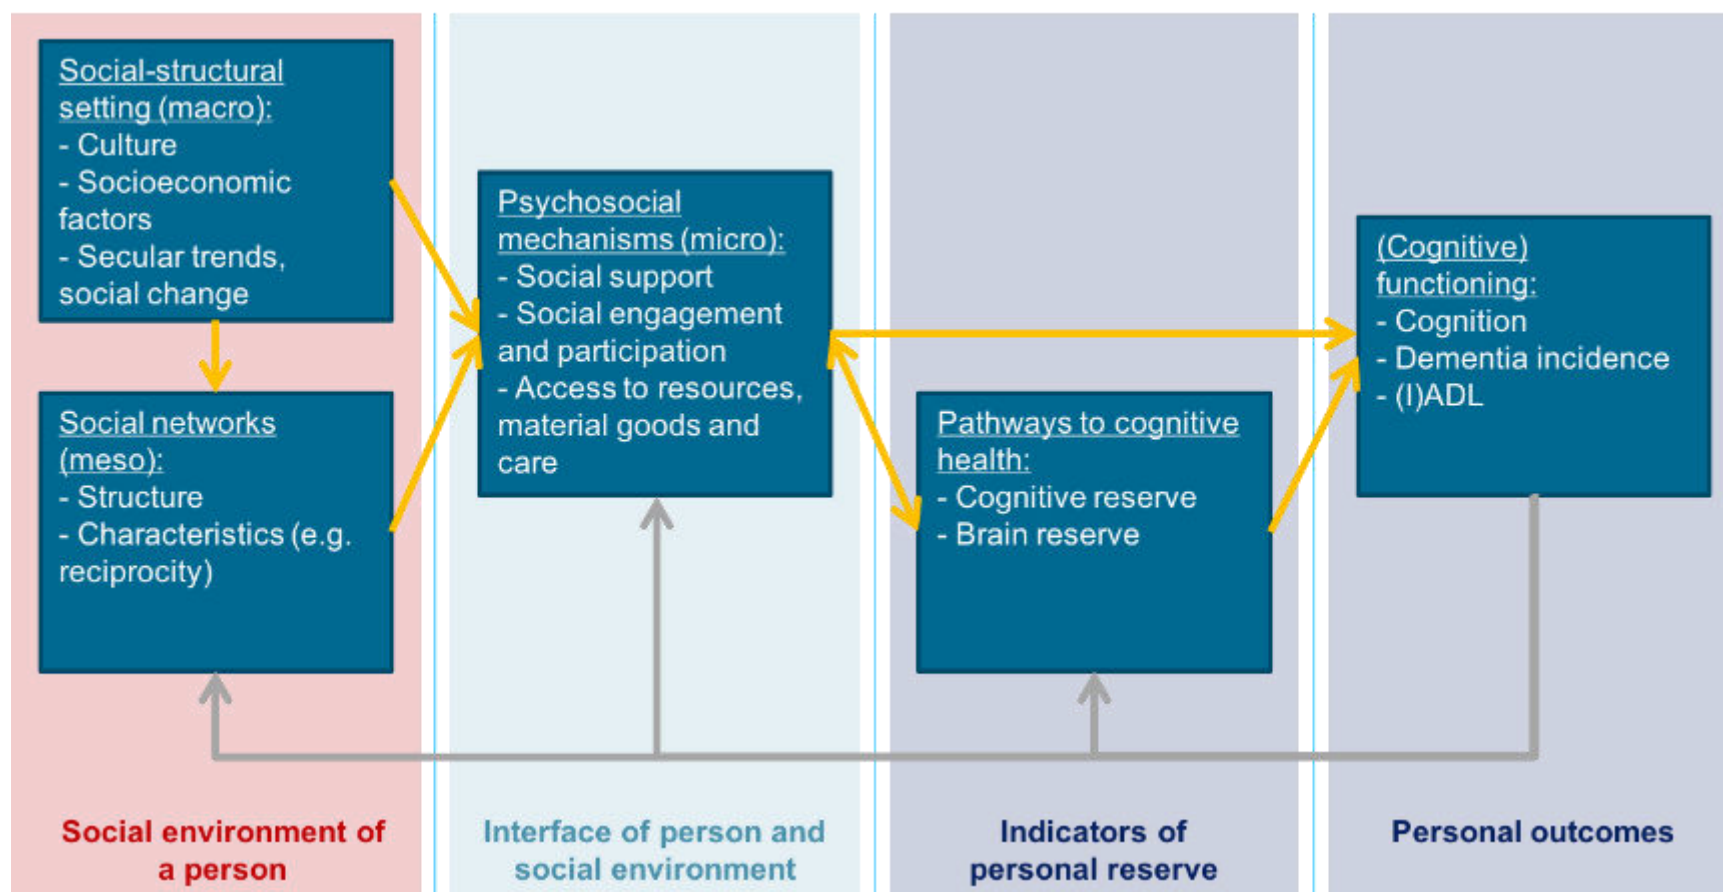 Social-structural
setting (macro):
- Culture
- Socioeconomic
factors
- Secular trends,
social change
Social networks
(meso):
- Structure
- Characteristics (e.g.
reciprocity)
Psychosocial
mechanisms (micro):
- Social support
- Social engagement
and participation
- Access to resources,
material goods and
care
Pathways to cognitive
health:
- Cognitive reserve
- Brain reserve
(Cognitive)
functioning:
- Cognition
- Dementia incidence
- (I)ADL
Social environment of
a person
Interface of person and
social environment
Indicators of
personal reserve
Personal outcomes